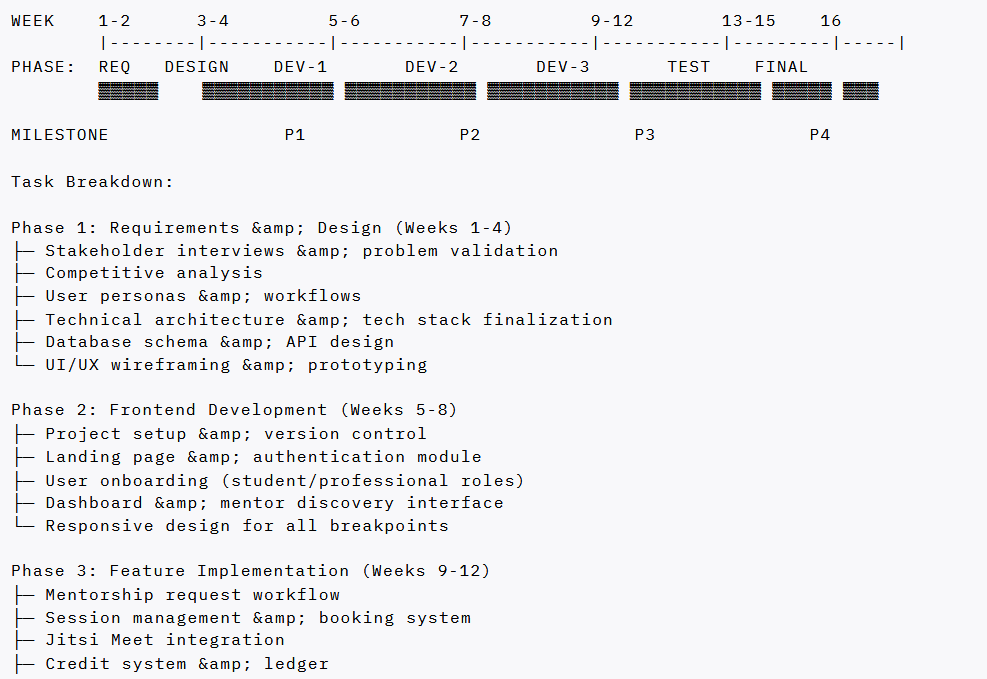 WEEK    1-2      3-4         5-6         7-8         9-12        13-15    16
        |--------|-----------|-----------|-----------|-----------|---------|-----|
PHASE:  REQ   DESIGN    DEV-1       DEV-2       DEV-3       TEST    FINAL
MILESTONE                P1              P2              P3              P4
Task Breakdown:
Phase 1: Requirements &amp; Design (Weeks 1-4)
├─ Stakeholder interviews &amp; problem validation
├─ Competitive analysis
├─ User personas &amp; workflows
├─ Technical architecture &amp; tech stack finalization
├─ Database schema &amp; API design
└─ UI/UX wireframing &amp; prototyping
Phase 2: Frontend Development (Weeks 5-8)
├─ Project setup &amp; version control
├─ Landing page &amp; authentication module
├─ User onboarding (student/professional roles)
├─ Dashboard &amp; mentor discovery interface
└─ Responsive design for all breakpoints
Phase 3: Feature Implementation (Weeks 9-12)
├─ Mentorship request workflow
├─ Session management &amp; booking system
├─ Jitsi Meet integration
├─ Credit system &amp; ledger